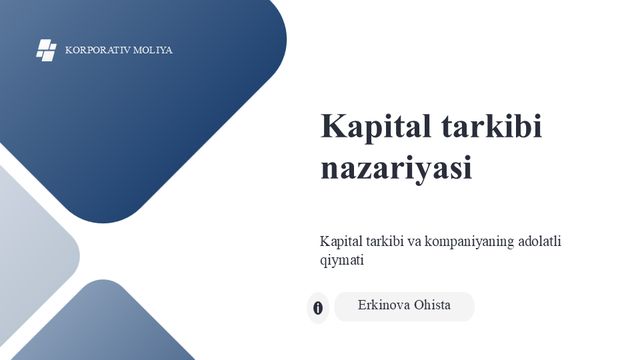 KORPORATIV MOLIYA
Kapital tarkibi
nazariyasi
Kapital tarkibi va kompaniyaning adolatli
qiymati
Erkinova Ohista